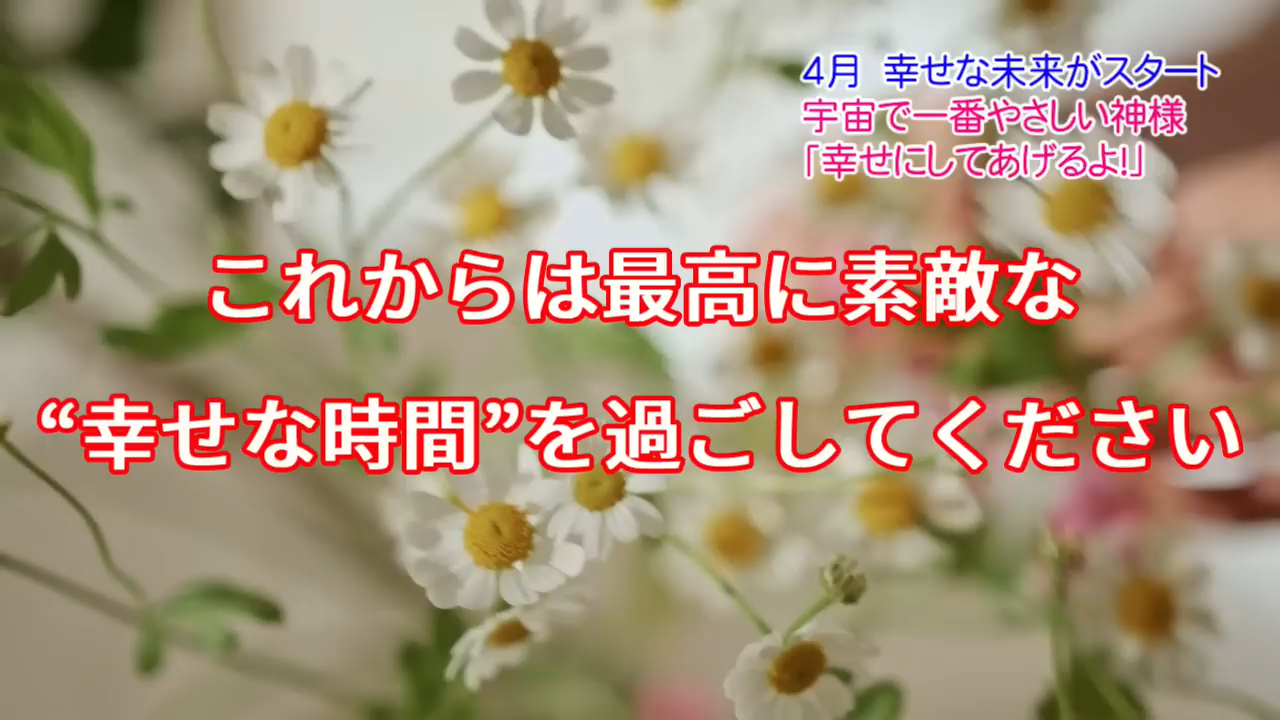 4月 幸せな未来がスタート
宇宙で一番やさしい神様
「幸せにしてあげるよ!」
これからは最高に素敵な
“幸せな時間”を過ごしてください